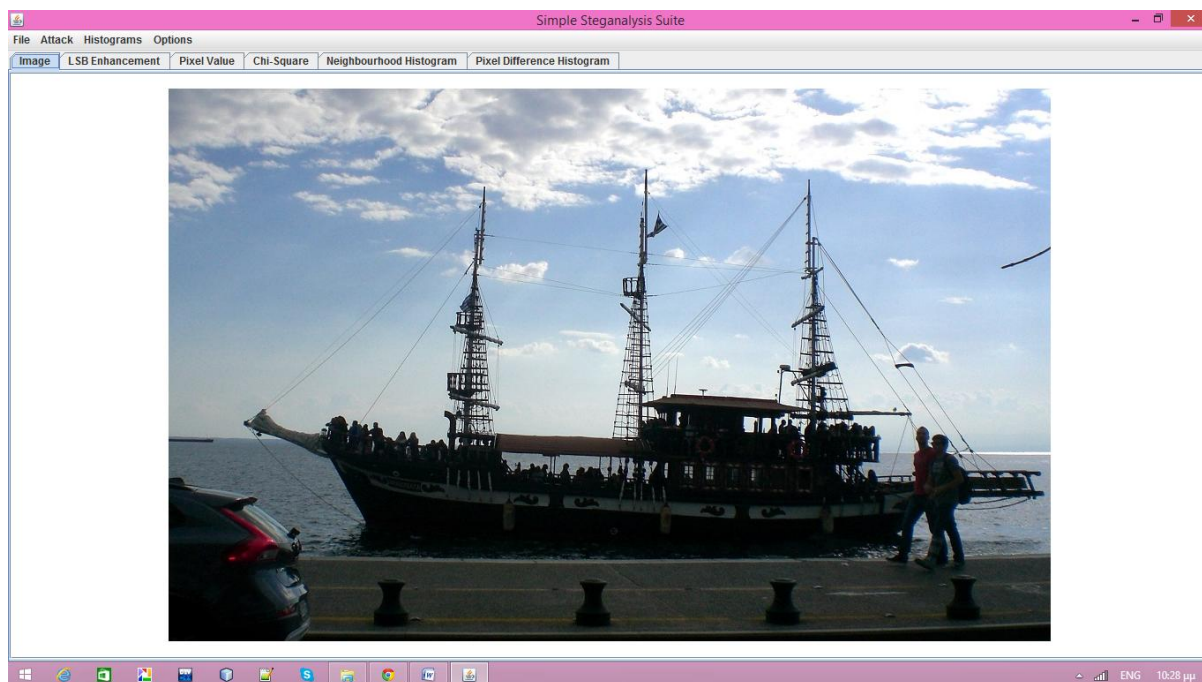 Simple Steganalysis Suite
File Attack Histograms Options
Image LSB Enhancement Pixel Value Chi-Square Neighbourhood Histogram Pixel Difference Histogram
ENG 10:28 μμ